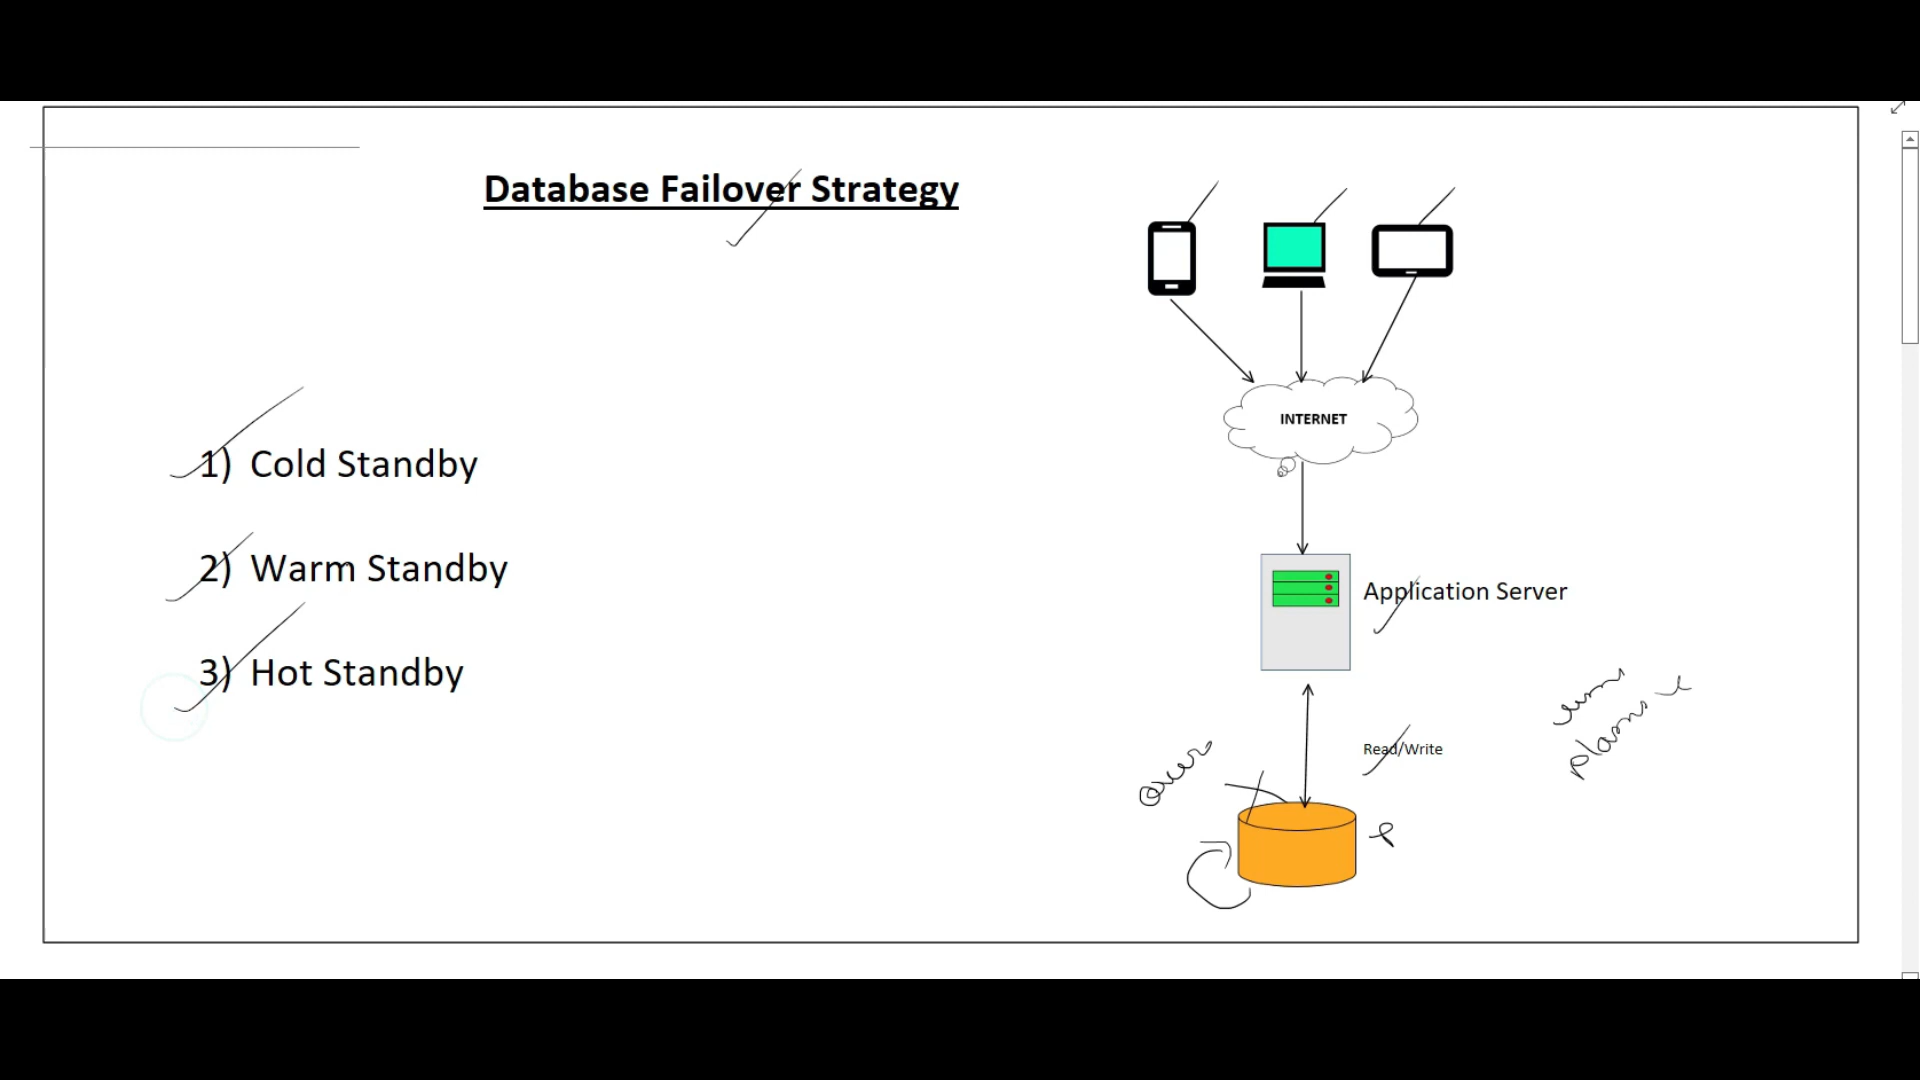 Database Failover Strategy
1) Cold Standby
2) Warm Standby
3) Hot Standby
INTERNET
Application Server
Read/Write